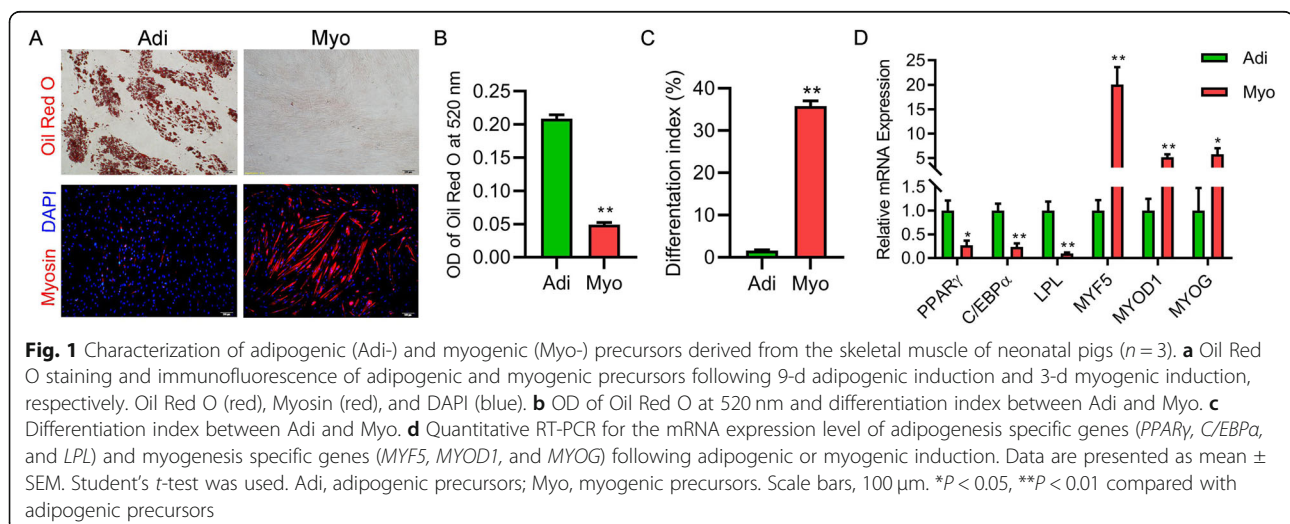 A
Adi
Myo
Oil Red O
Myosin DAPI
B
OD of Oil Red O at 520 nm
0.25
0.20
0.15
0.10
0.05
0.00
**
Adi
Myo
C
Differentiation index (%)
40
30
20
10
0
**
Adi
Myo
D
Relative mRNA Expression
25
20
15
10
5
1.5
1.0
0.5
0.0
*
**
**
**
**
*
PPARγ
C/EBPα
LPL
MYF5
MYOD1
MYOG
Adi
Myo
Fig. 1 Characterization of adipogenic (Adi-) and myogenic (Myo-) precursors derived from the skeletal muscle of neonatal pigs (n = 3). a Oil Red
O staining and immunofluorescence of adipogenic and myogenic precursors following 9-d adipogenic induction and 3-d myogenic induction,
respectively. Oil Red O (red), Myosin (red), and DAPI (blue). b OD of Oil Red O at 520 nm and differentiation index between Adi and Myo. c
Differentiation index between Adi and Myo. d Quantitative RT-PCR for the mRNA expression level of adipogenesis specific genes (PPARγ, C/EBPα,
and LPL) and myogenesis specific genes (MYF5, MYOD1, and MYOG) following adipogenic or myogenic induction. Data are presented as mean ±
SEM. Student's t-test was used. Adi, adipogenic precursors; Myo, myogenic precursors. Scale bars, 100 μm. *P < 0.05, **P < 0.01 compared with
adipogenic precursors